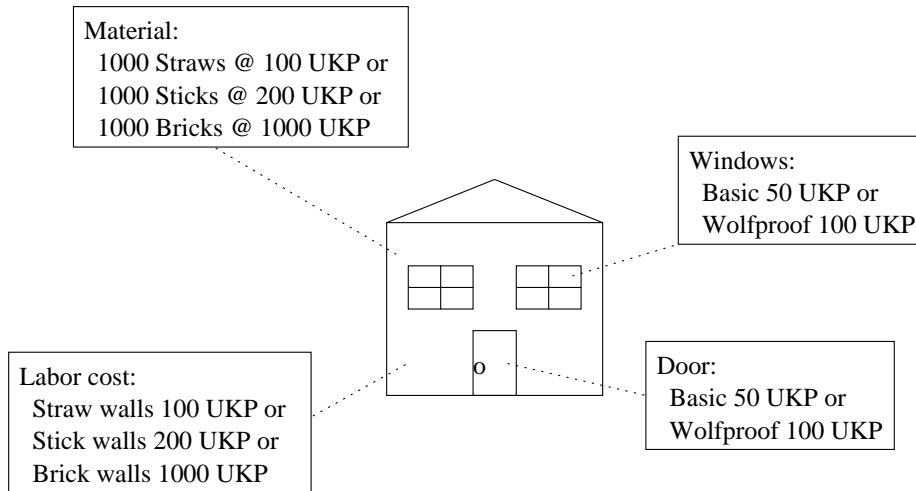 Material:
1000 Straws @ 100 UKP or
1000 Sticks @ 200 UKP or
1000 Bricks @ 1000 UKP
Windows:
Basic 50 UKP or
Wolfproof 100 UKP
Labor cost:
Straw walls 100 UKP or
Stick walls 200 UKP or
Brick walls 1000 UKP
o
Door:
Basic 50 UKP or
Wolfproof 100 UKP